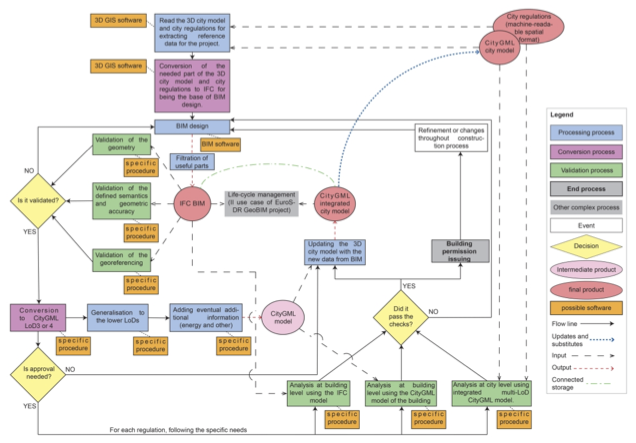 3D GIS software
Read the 3D city model
and city regulations for
extracting reference
data for the project
City regulations
(machine-reada-
ble spatial
format)
CityGML
city model
3D GIS software
Conversion of the
needed part of the 3D
city model and city
regulations to IFC for
being the base of BIM
design.
BIM design
BIM software
Refinement or changes
throughout construc-
tion process
Validation of the
geometry
specific
procedure
Filtration of
useful parts
NO
Is it validated?
YES
Validation of the
defined semantics
and geometric
accuracy
specific
procedure
IFC BIM
Life-cycle management
(II use case of EuroS-
DR GeoBIM project)
CityGML
integrated
city model
Validation of the
georeferencing
specific
procedure
Updating the 3D
city model with the
new data from BIM
Building
permission
issuing
Conversion to
CityGML
LoD3 or 4
specific
procedure
Generalisation to
the lower LoDs
specific
procedure
Adding eventual addi-
tional information
(energy and other)
specific
procedure
CityGML
model
YES
Did it
pass the
checks?
NO
Is approval
needed?
NO
YES
Analysis at building
level using the IFC
model
specific
procedure
Analysis at building
level using the CityGML
model of the building
specific
procedure
Analysis at city level using
integrated multi-LoD
CityGML model.
specific
procedure
For each regulation, following the specific needs
Legend
Processing process
Conversion process
Validation process
End process
Other complex process
Event
Decision
Intermediate product
final product
possible software
Flow line
Updates and
substitutes
Input
Output
Connected
storage